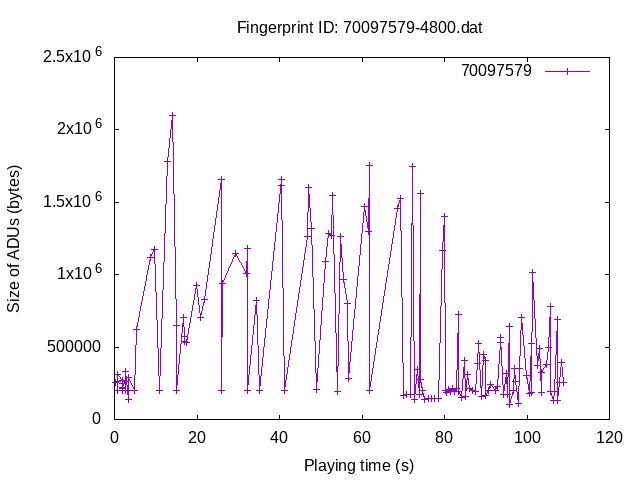 Fingerprint ID: 70097579-4800.dat
2.5x10^6
70097579
2x10^6
1.5x10^6
1x10^6
500000
0
Size of ADUs (bytes)
0 20 40 60 80 100 120
Playing time (s)